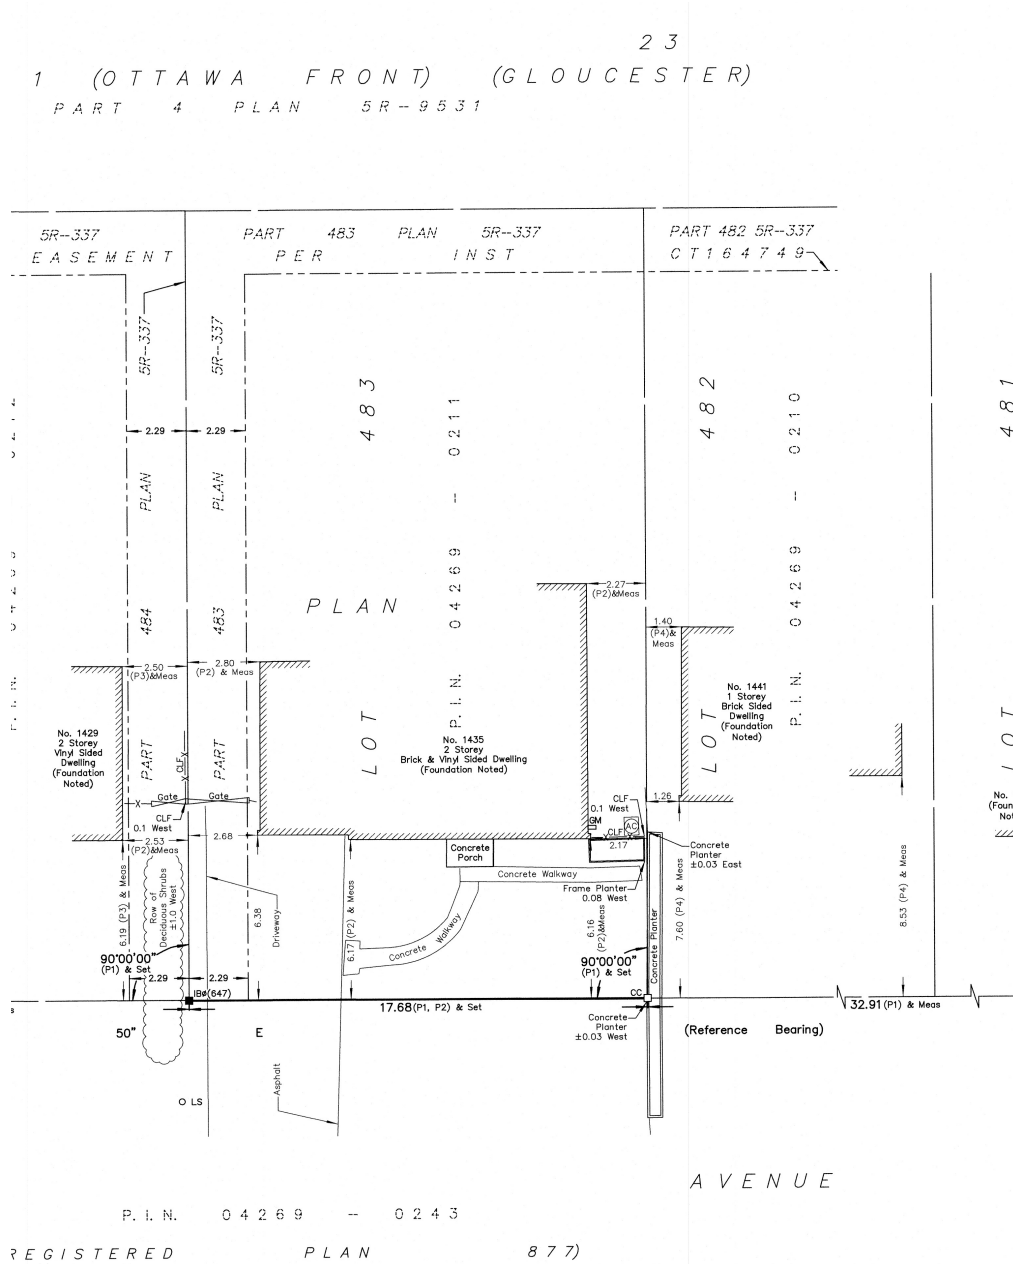 2 3
1 (OTTAWA FRONT) (GLOUCESTER)
PART 4 PLAN 5R-9531
5R-337 PART 483 PLAN 5R-337 PART 482 5R-337
EASEMENT PER INST CT164749
5R-337
5R-337
2.29 2.29
PLAN
PLAN
484
483
PART
PART
483
PLAN
LOT
P.I.N. 04269 - 0211
482
LOT
P.I.N. 04269 - 0210
481
LOT
P.I.N.
2.27
(P2)&Meas
1.40
(P4)&
Meas
2.50
(P3)&Meas
2.80
(P2) & Meas
No. 1429
2 Storey
Vinyl Sided
Dwelling
(Foundation
Noted)
No. 1435
2 Storey
Brick & Vinyl Sided Dwelling
(Foundation Noted)
No. 1441
1 Storey
Brick Sided
Dwelling
(Foundation
Noted)
No.
CLF
Gate Gate
CLF
0.1 West
2.53
(P2)&Meas
2.68
CLF
0.1 West
1.26
GM
AC
CLF
2.17
Concrete
Porch
Concrete Walkway
Concrete
Planter
±0.03 East
Frame Planter
0.08 West
6.19 (P3) & Meas
Row of
Deciduous Shrubs
±1.0 West
6.38
Driveway
6.17 (P2) & Meas
Concrete Walkway
6.16
(P2)&Meas
Concrete Planter
7.60 (P4) & Meas
8.53 (P4) & Meas
90°00'00"
(P1) & Set
90°00'00"
(P1) & Set
2.29 2.29
IBø(647)
CC
17.68(P1, P2) & Set
32.91(P1) & Meas
50" E
Concrete
Planter
±0.03 West
(Reference Bearing)
Asphalt
LS
AVENUE
P.I.N. 04269 - 0243
REGISTERED PLAN 877)